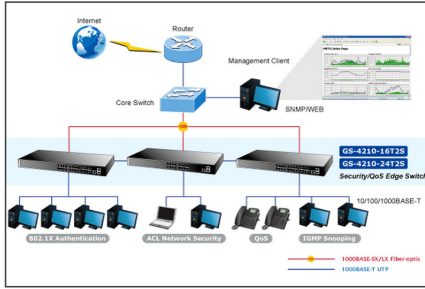 Internet
Router
Management Client
Core Switch
SNMP/WEB
GS-4210-16T2S
GS-4210-24T2S
Security/QoS Edge Switch
10/100/1000BASE-T
802.1X Authentication
ACL Network Security
QoS
IGMP Snooping
1000BASE-SX/LX Fiber-optic
1000BASE-T UTP